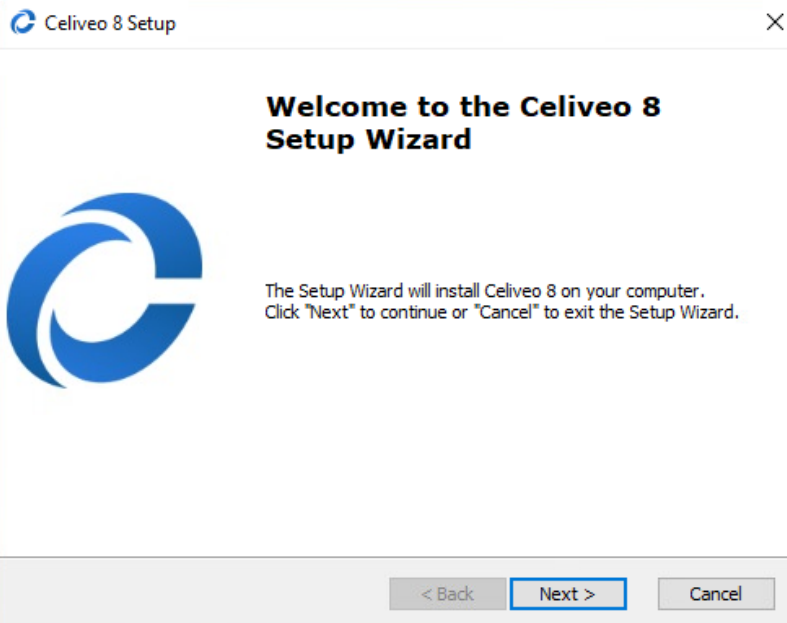 Celiveo 8 Setup
Welcome to the Celiveo 8
Setup Wizard
The Setup Wizard will install Celiveo 8 on your computer.
Click "Next" to continue or "Cancel" to exit the Setup Wizard.
< Back
Next >
Cancel